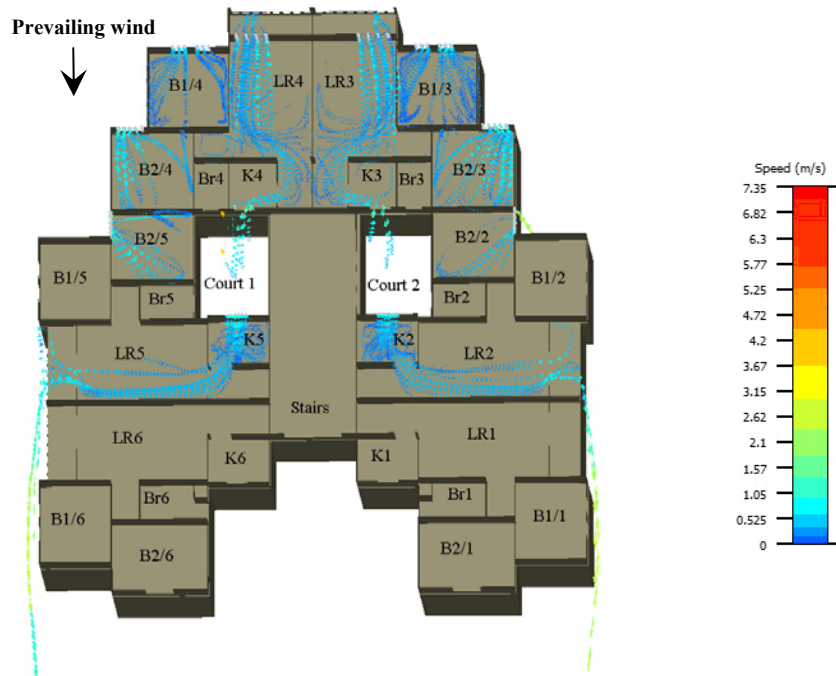 Prevailing wind
B1/4
LR4
LR3
B1/3
B2/4
Br4
K4
K3
Br3
B2/3
B2/5
B2/2
B1/5
Br5
Court 1
Court 2
Br2
B1/2
LR5
K5
K2
LR2
Stairs
LR6
LR1
K6
K1
B1/6
Br6
Br1
B1/1
B2/6
B2/1
Speed (m/s)
7.35
6.82
6.3
5.77
5.25
4.72
4.2
3.67
3.15
2.62
2.1
1.57
1.05
0.525
0